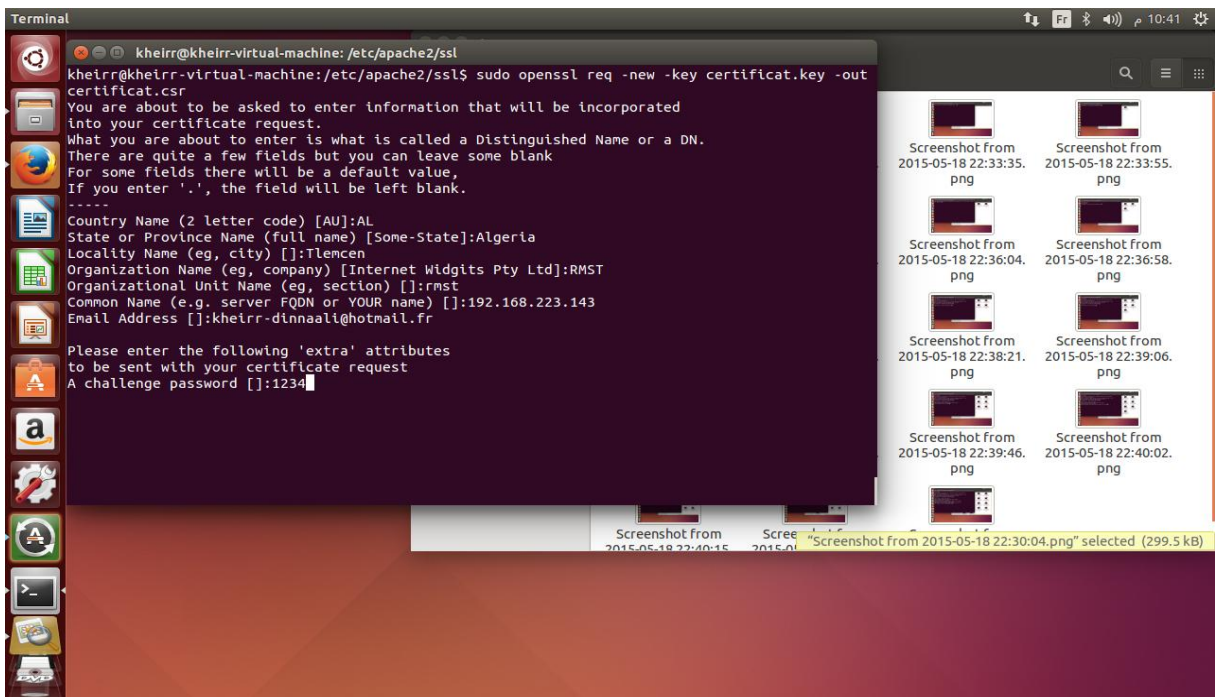 Terminal
Fr
م 10:41
kheirr@kheirr-virtual-machine: /etc/apache2/ssl
kheirr@kheirr-virtual-machine:/etc/apache2/ssl$ sudo openssl req -new -key certificat.key -out
certificat.csr
You are about to be asked to enter information that will be incorporated
into your certificate request.
What you are about to enter is what is called a Distinguished Name or a DN.
There are quite a few fields but you can leave some blank
For some fields there will be a default value,
If you enter '.', the field will be left blank.
-----
Country Name (2 letter code) [AU]:AL
State or Province Name (full name) [Some-State]:Algeria
Locality Name (eg, city) []:Tlemcen
Organization Name (eg, company) [Internet Widgits Pty Ltd]:RMST
Organizational Unit Name (eg, section) []:rmst
Common Name (e.g. server FQDN or YOUR name) []:192.168.223.143
Email Address []:kheirr-dinnaali@hotmail.fr
Please enter the following 'extra' attributes
to be sent with your certificate request
A challenge password []:1234
Screenshot from
2015-05-18 22:33:35.
png
Screenshot from
2015-05-18 22:33:55.
png
Screenshot from
2015-05-18 22:36:04.
png
Screenshot from
2015-05-18 22:36:58.
png
Screenshot from
2015-05-18 22:38:21.
png
Screenshot from
2015-05-18 22:39:06.
png
Screenshot from
2015-05-18 22:39:46.
png
Screenshot from
2015-05-18 22:40:02.
png
Screenshot from
2015-05-18 22:40:15
Scree
2015-0
"Screenshot from 2015-05-18 22:30:04.png" selected (299.5 kB)
a
>_
DVD